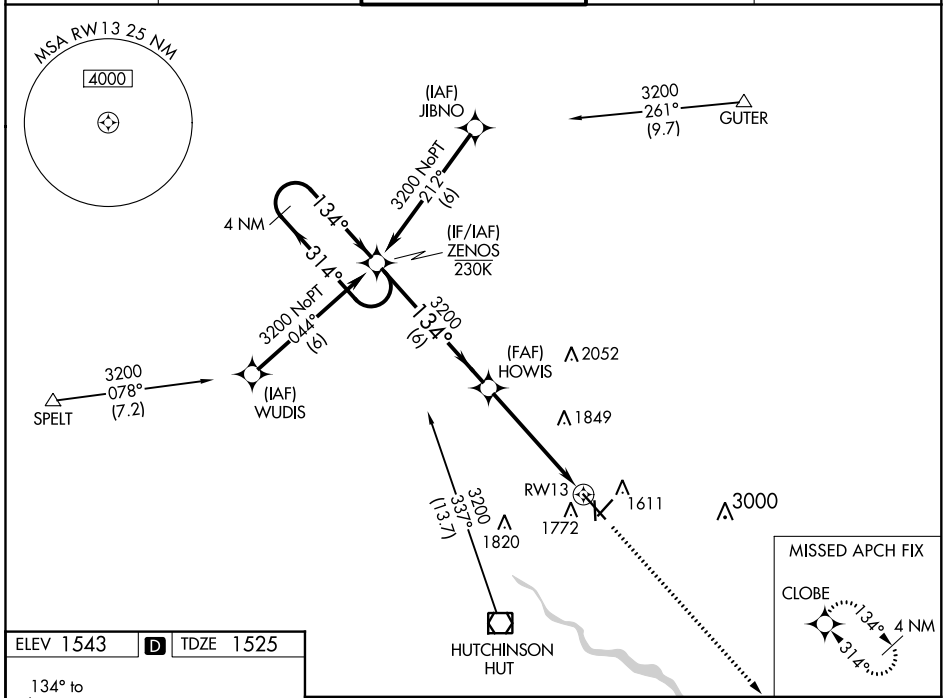 MSA RW13 25 NM
4000
(IAF)
JIBNO
3200
261°
(9.7)
GUTER
3200 NoPT
212°
(6)
4 NM
134°
314°
(IF/IAF)
ZENOS
230K
3200 NoPT
044°
(6)
3200
134°
(6)
(FAF)
HOWIS
2052
3200
078°
(7.2)
SPELT
(IAF)
WUDIS
1849
RW13
1611
3000
1772
1820
3200
337°
(13.7)
HUTCHINSON
HUT
MISSED APCH FIX
CLOBE
134°
4 NM
314°
ELEV 1543 D TDZE 1525
134° to